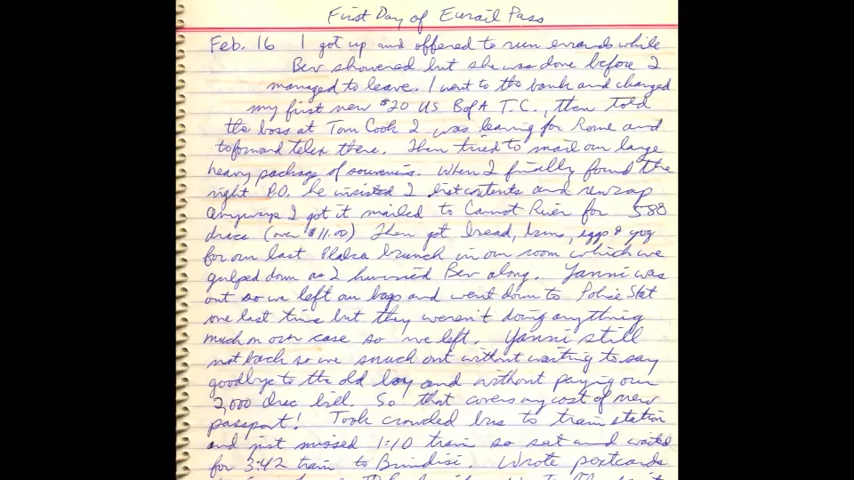 First Day of Eurail Pass
Feb. 16 I got up and offered to run errands while
Bev showered but she was done before I
managed to leave. I went to the bank and changed
my first new $20 US BofA T.C., then told
the boss at Tom Cook I was leaving for Rome and
to forward telex there. Then tried to mail our large
heavy package of souvenirs. When I finally found the
right P.O. he insisted I list contents and rewrap
anyways I got it mailed to Carrot River for 588
dracs (over $11.00) Then got bread, buns, eggs & yog
for our last Plaka brunch in our room which we
gulped down as I hurried Bev along. Yanni was
out so we left our bags and went down to Police Stat
one last time but they weren't doing anything
much in our case so we left. Yanni still
not back so we snuck out without waiting to say
goodbye to the old boy and without paying our
2,000 drac bill. So that covers my cost of new
passport! Took crowded bus to train station
and just missed 1:10 train so sat and waited
for 3:42 train to Brindisi. Wrote postcards